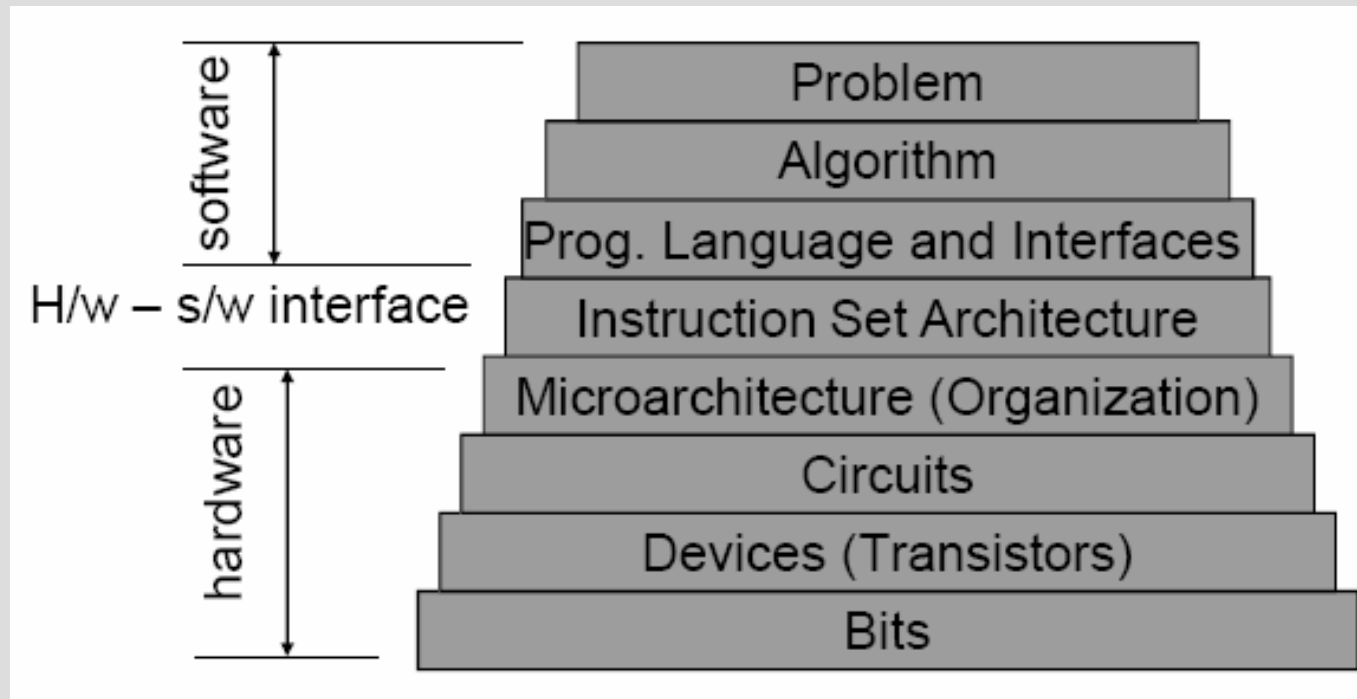 software
H/w – s/w interface
hardware
Problem
Algorithm
Prog. Language and Interfaces
Instruction Set Architecture
Microarchitecture (Organization)
Circuits
Devices (Transistors)
Bits